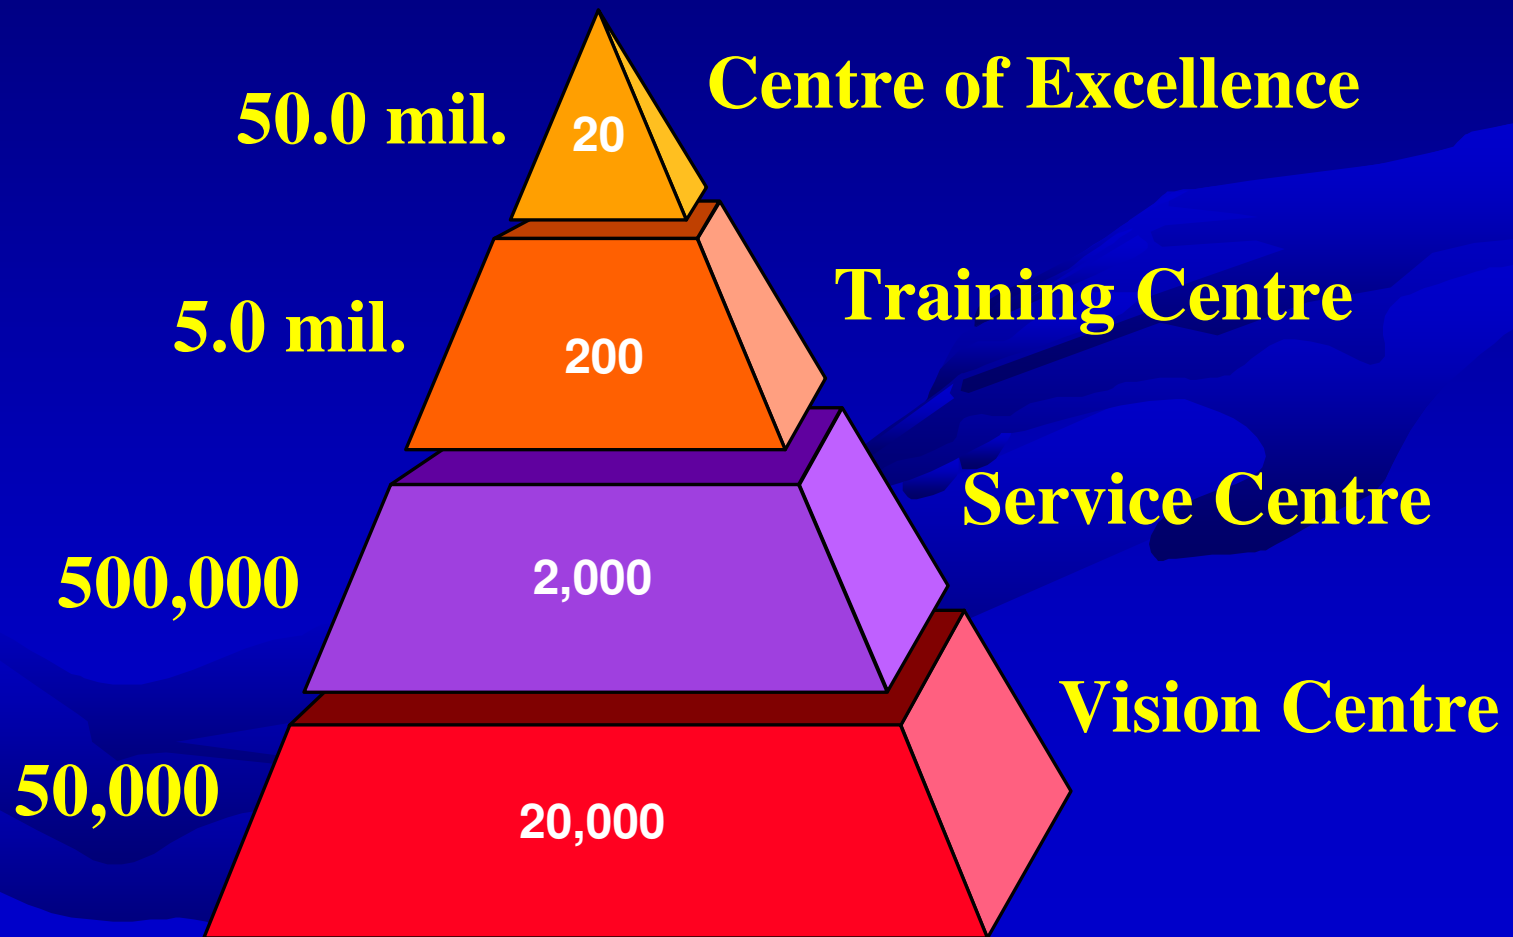 Centre of Excellence
50.0 mil.
20
Training Centre
5.0 mil.
200
Service Centre
500,000
2,000
Vision Centre
50,000
20,000